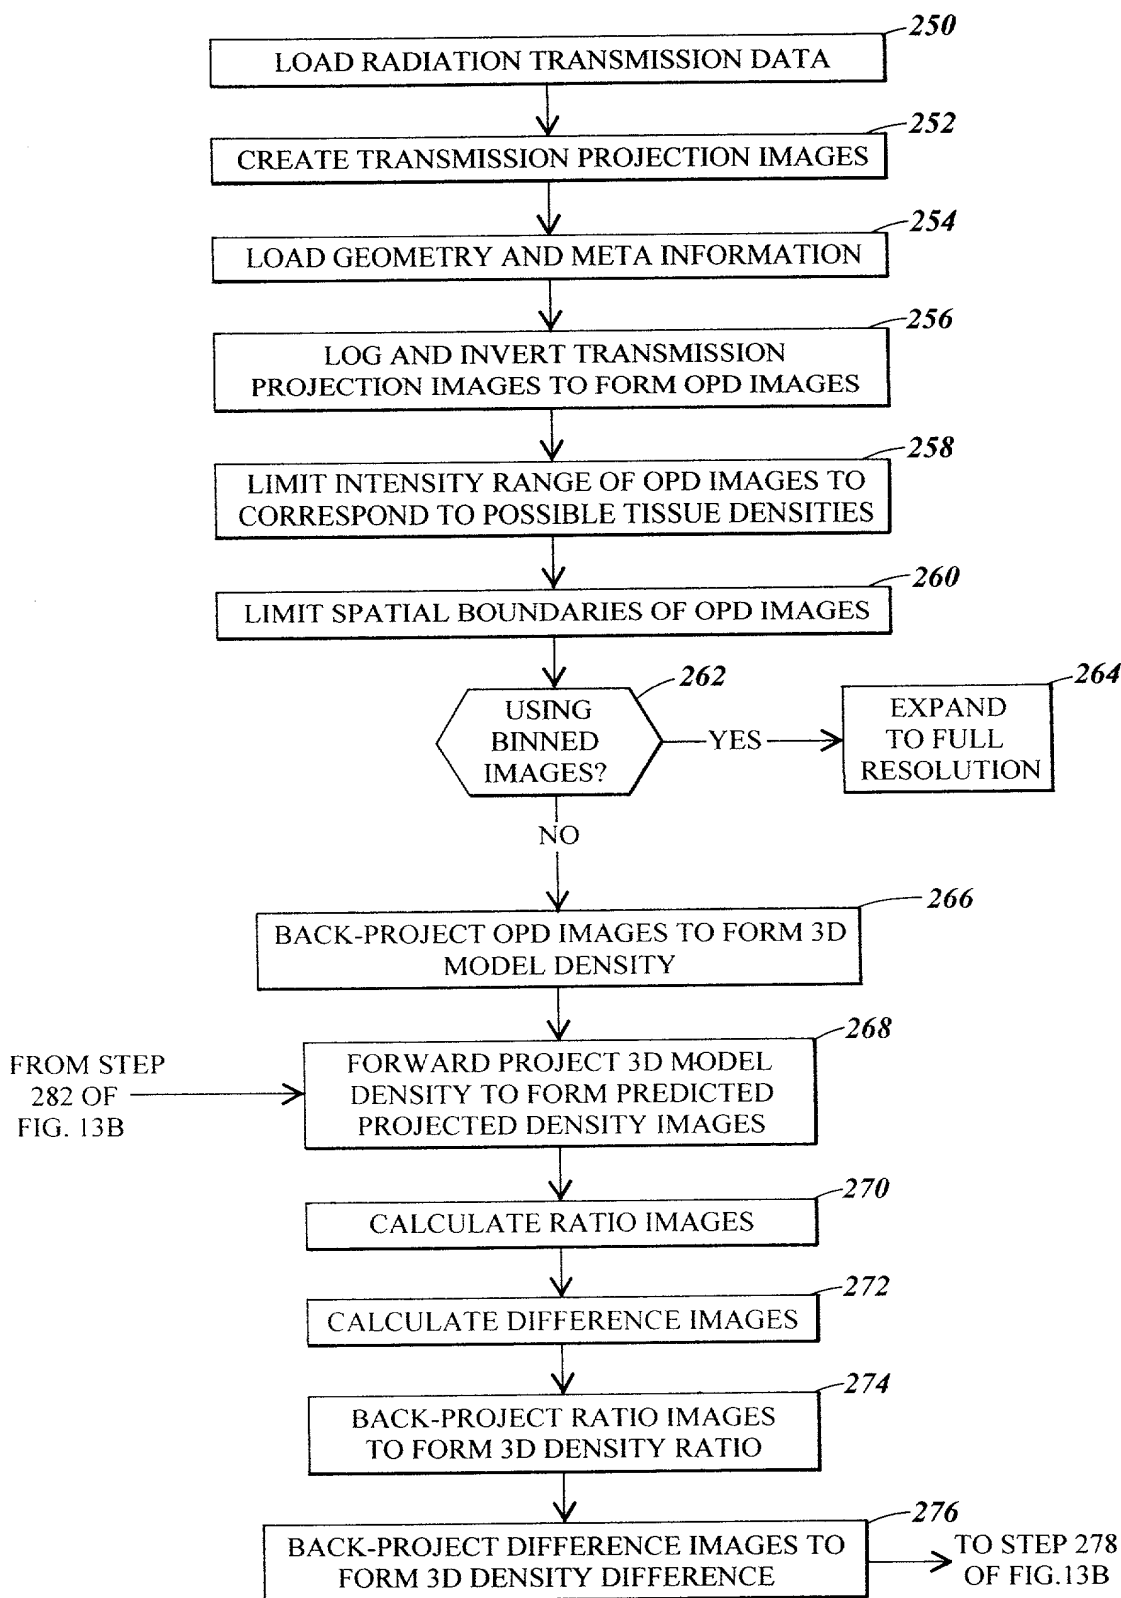 250
LOAD RADIATION TRANSMISSION DATA
252
CREATE TRANSMISSION PROJECTION IMAGES
254
LOAD GEOMETRY AND META INFORMATION
256
LOG AND INVERT TRANSMISSION
PROJECTION IMAGES TO FORM OPD IMAGES
258
LIMIT INTENSITY RANGE OF OPD IMAGES TO
CORRESPOND TO POSSIBLE TISSUE DENSITIES
260
LIMIT SPATIAL BOUNDARIES OF OPD IMAGES
262
USING
BINNED
IMAGES?
YES
264
EXPAND
TO FULL
RESOLUTION
NO
266
BACK-PROJECT OPD IMAGES TO FORM 3D
MODEL DENSITY
FROM STEP
282 OF
FIG. 13B
268
FORWARD PROJECT 3D MODEL
DENSITY TO FORM PREDICTED
PROJECTED DENSITY IMAGES
270
CALCULATE RATIO IMAGES
272
CALCULATE DIFFERENCE IMAGES
274
BACK-PROJECT RATIO IMAGES
TO FORM 3D DENSITY RATIO
276
BACK-PROJECT DIFFERENCE IMAGES TO
FORM 3D DENSITY DIFFERENCE
TO STEP 278
OF FIG.13B